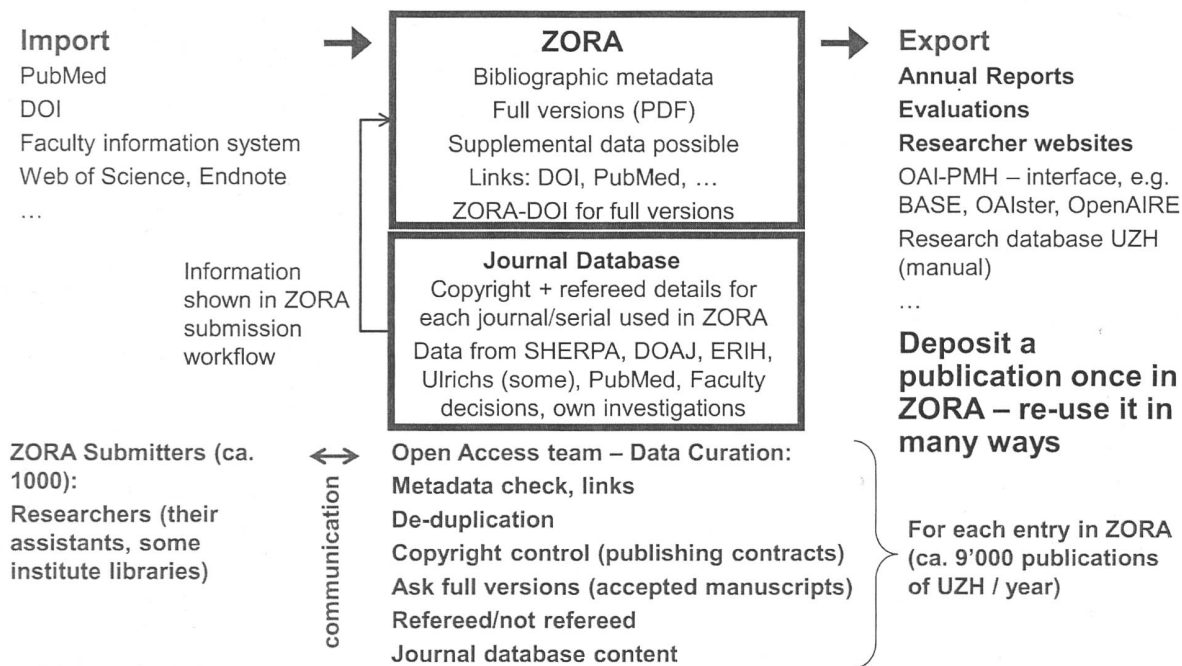 Import
PubMed
DOI
Faculty information system
Web of Science, Endnote
…
ZORA
Bibliographic metadata
Full versions (PDF)
Supplemental data possible
Links: DOI, PubMed, …
ZORA-DOI for full versions
Export
Annual Reports
Evaluations
Researcher websites
OAI-PMH – interface, e.g.
BASE, OAIster, OpenAIRE
Research database UZH
(manual)
…
Information
shown in ZORA
submission
workflow
Journal Database
Copyright + refereed details for
each journal/serial used in ZORA
Data from SHERPA, DOAJ, ERIH,
Ulrichs (some), PubMed, Faculty
decisions, own investigations
Deposit a
publication once in
ZORA – re-use it in
many ways
ZORA Submitters (ca.
1000):
Researchers (their
assistants, some
institute libraries)
communication
Open Access team – Data Curation:
Metadata check, links
De-duplication
Copyright control (publishing contracts)
Ask full versions (accepted manuscripts)
Refereed/not refereed
Journal database content
For each entry in ZORA
(ca. 9'000 publications
of UZH / year)